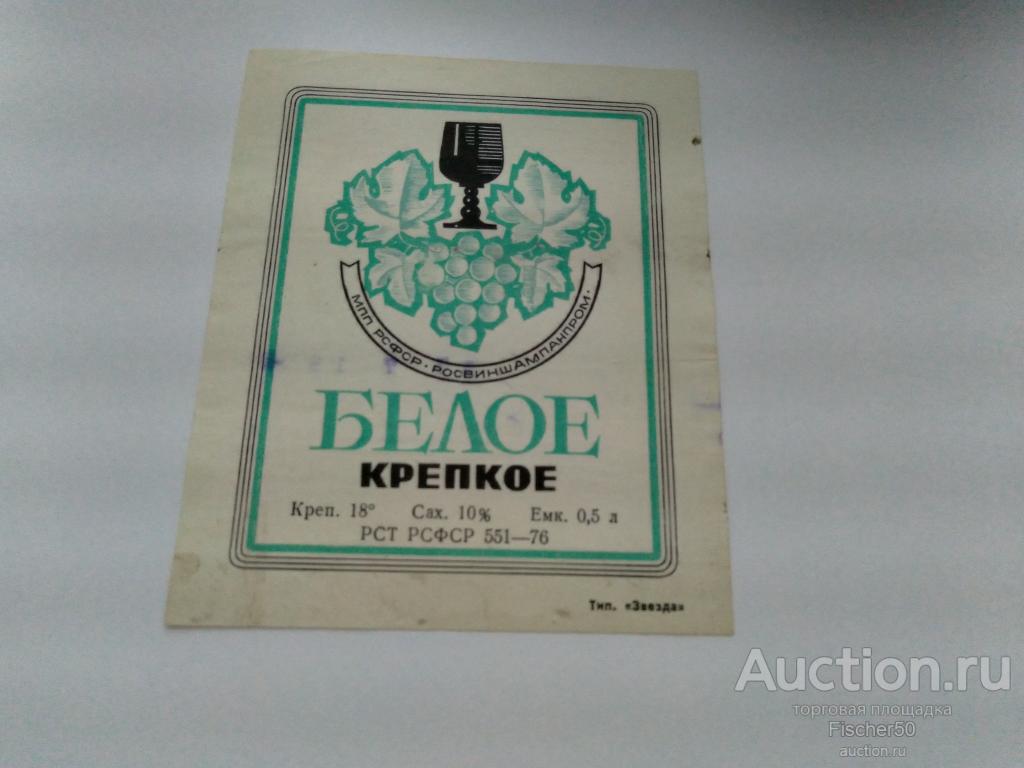 МПП РСФСР · РОСВИНШАМПАНПРОМ ·
БЕЛОЕ
КРЕПКОЕ
Креп. 18° Сах. 10% Емк. 0,5 л
РСТ РСФСР 551—76
Тип. «Звезда»
Auction.ru
торговая площадка
Fischer50
auction.ru